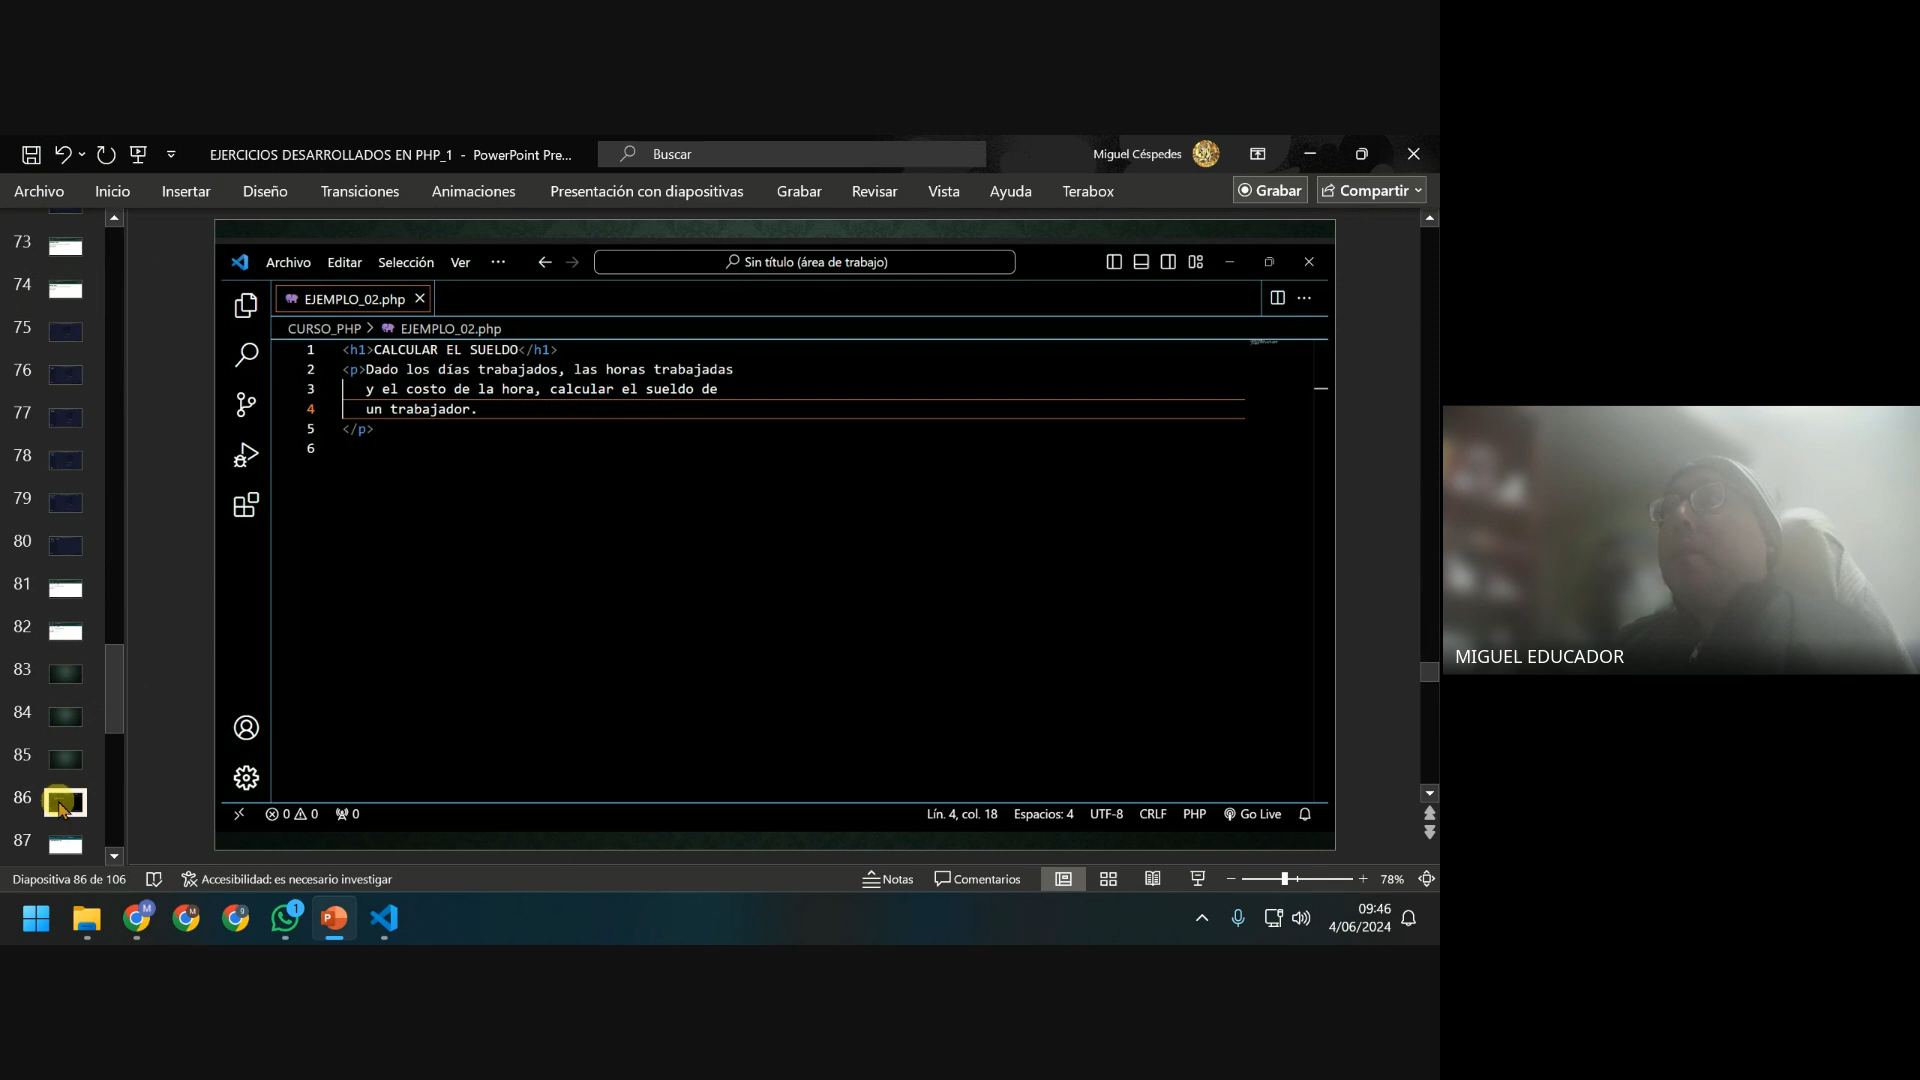 EJERCICIOS DESARROLLADOS EN PHP_1 - PowerPoint Pre...
Buscar
Miguel Céspedes
Archivo Inicio Insertar Diseño Transiciones Animaciones Presentación con diapositivas Grabar Revisar Vista Ayuda Terabox Grabar Compartir
73
74
75
76
77
78
79
80
81
82
83
84
85
86
87
Archivo Editar Selección Ver ··· Sin título (área de trabajo)
EJEMPLO_02.php
CURSO_PHP > EJEMPLO_02.php
1 <h1>CALCULAR EL SUELDO</h1>
2 <p>Dado los días trabajados, las horas trabajadas
3 y el costo de la hora, calcular el sueldo de
4 un trabajador.
5 </p>
6
0 0 0 Lín. 4, col. 18 Espacios: 4 UTF-8 CRLF PHP Go Live
MIGUEL EDUCADOR
Diapositiva 86 de 106 Accesibilidad: es necesario investigar Notas Comentarios 78%
M M 9 1 P 09:46
4/06/2024